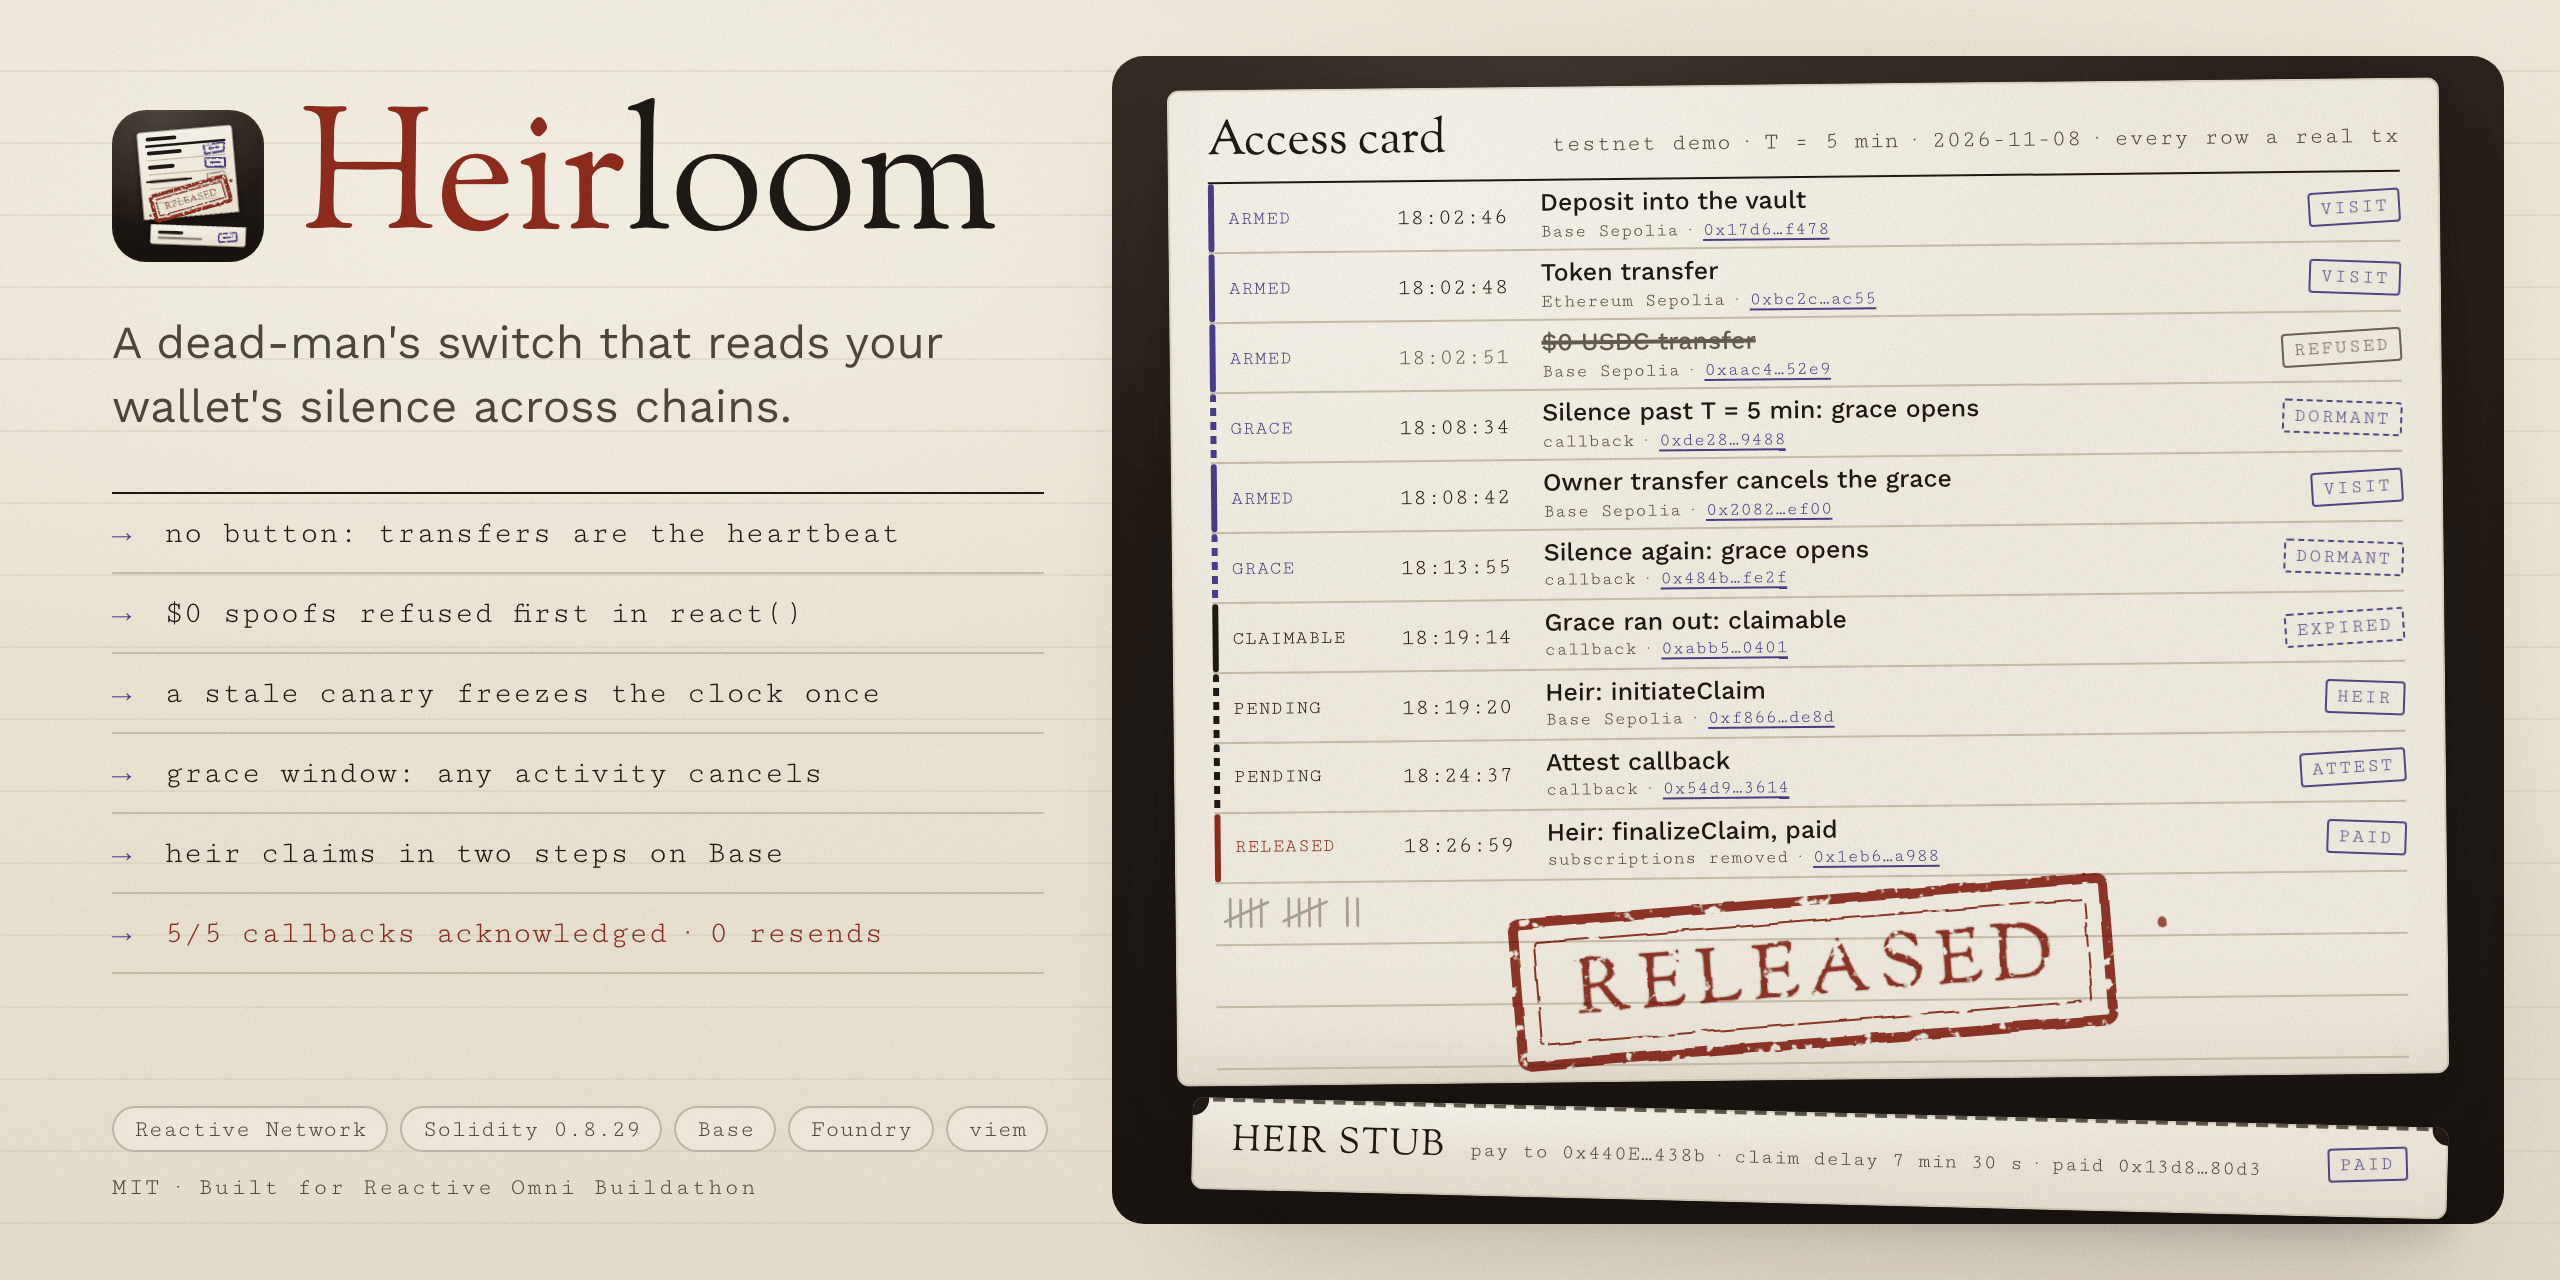 Heirloom
A dead-man's switch that reads your
wallet's silence across chains.
→ no button: transfers are the heartbeat
→ $0 spoofs refused first in react()
→ a stale canary freezes the clock once
→ grace window: any activity cancels
→ heir claims in two steps on Base
→ 5/5 callbacks acknowledged · 0 resends
Reactive Network Solidity 0.8.29 Base Foundry viem
MIT · Built for Reactive Omni Buildathon
RELEASED
Access card testnet demo · T = 5 min · 2026-11-08 · every row a real tx
ARMED 18:02:46 Deposit into the vault VISIT
Base Sepolia · 0x17d6…f478
ARMED 18:02:48 Token transfer VISIT
Ethereum Sepolia · 0xbc2c…ac55
ARMED 18:02:51 $0 USDC transfer REFUSED
Base Sepolia · 0xaac4…52e9
GRACE 18:08:34 Silence past T = 5 min: grace opens DORMANT
callback · 0xde28…9488
ARMED 18:08:42 Owner transfer cancels the grace VISIT
Base Sepolia · 0x2082…ef00
GRACE 18:13:55 Silence again: grace opens DORMANT
callback · 0x484b…fe2f
CLAIMABLE 18:19:14 Grace ran out: claimable EXPIRED
callback · 0xabb5…0401
PENDING 18:19:20 Heir: initiateClaim HEIR
Base Sepolia · 0xf866…de8d
PENDING 18:24:37 Attest callback ATTEST
callback · 0x54d9…3614
RELEASED 18:26:59 Heir: finalizeClaim, paid PAID
subscriptions removed · 0x1eb6…a988
RELEASED
HEIR STUB pay to 0x440E…438b · claim delay 7 min 30 s · paid 0x13d8…80d3 PAID